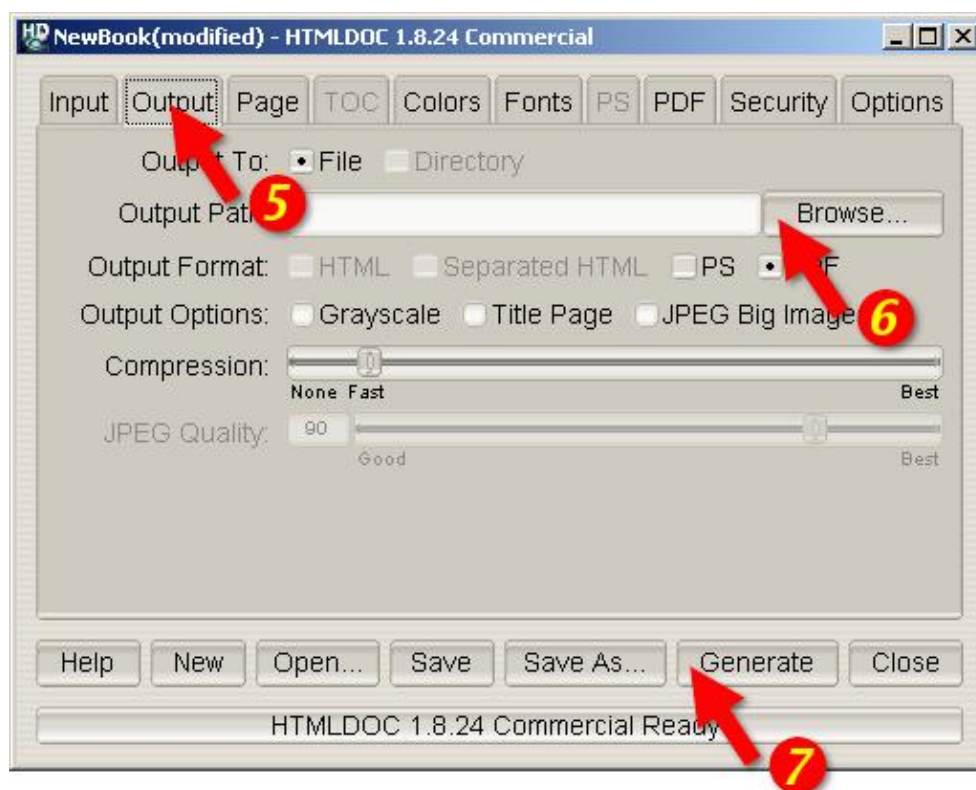 NewBook(modified) - HTMLDOC 1.8.24 Commercial
Input Output Page TOC Colors Fonts PS PDF Security Options
Output To: File Directory
5
Output Path: Browse...
Output Format: HTML Separated HTML PS PDF
Output Options: Grayscale Title Page JPEG Big Images
6
Compression:
None Fast Best
JPEG Quality: 90
Good Best
Help New Open... Save Save As... Generate Close
HTMLDOC 1.8.24 Commercial Ready
7